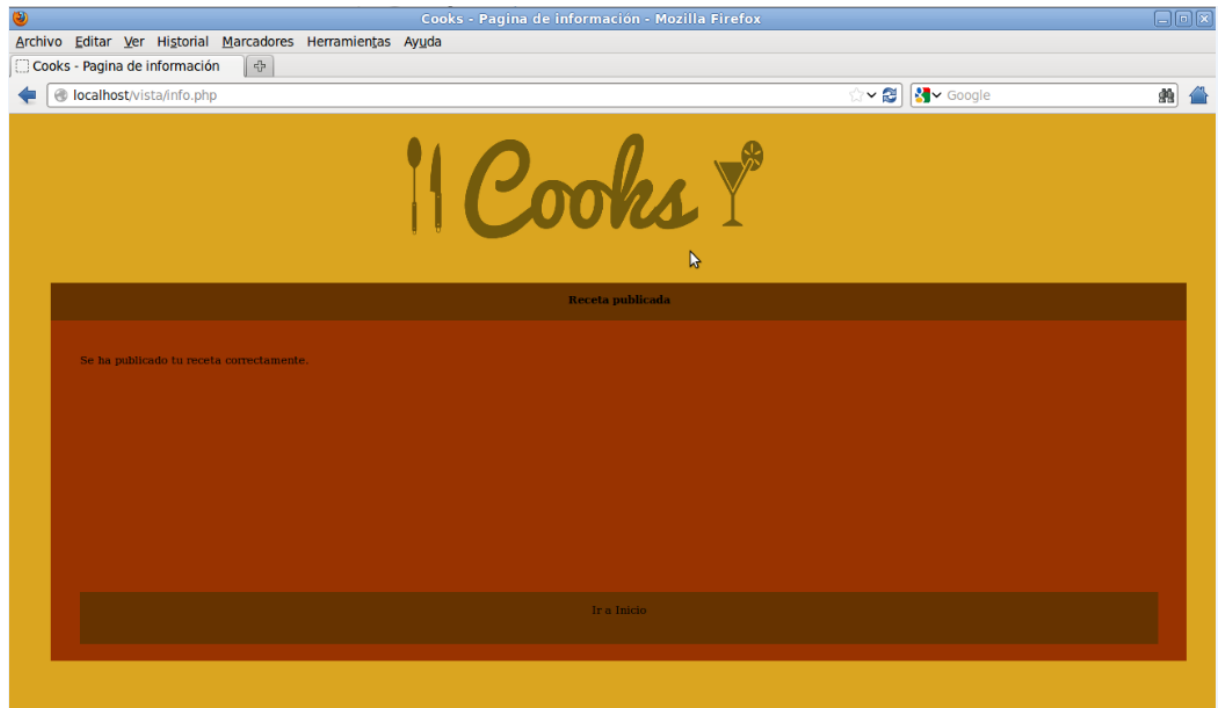 Cooks - Pagina de información - Mozilla Firefox
Archivo Editar Ver Historial Marcadores Herramientas Ayuda
Cooks - Pagina de información
localhost/vista/info.php
Google
Cooks
Receta publicada
Se ha publicado tu receta correctamente.
Ir a Inicio